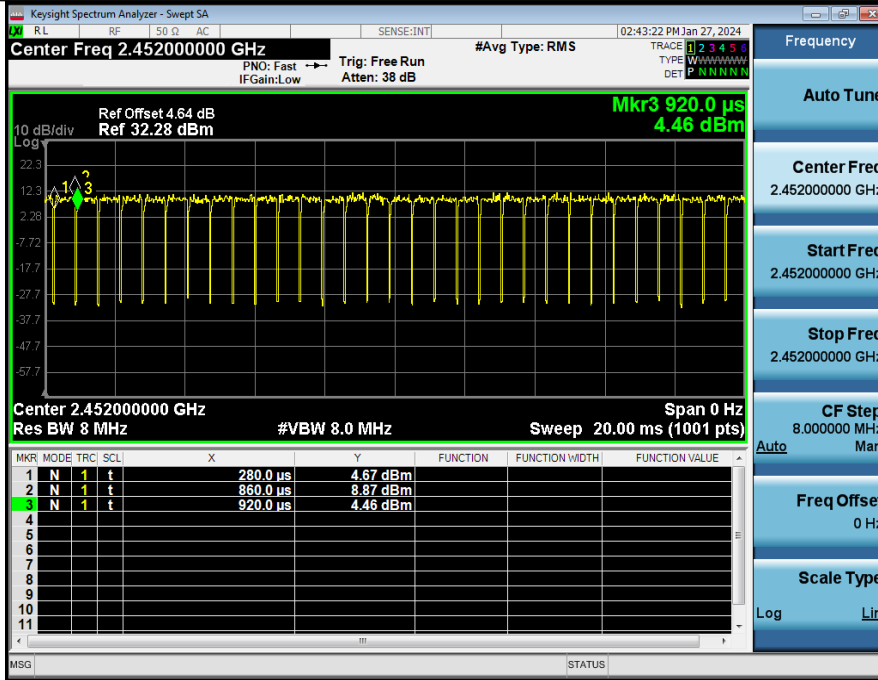 Keysight Spectrum Analyzer - Swept SA
LXI RL RF 50 Ω AC SENSE:INT 02:43:22 PM Jan 27, 2024
Center Freq 2.452000000 GHz
PNO: Fast
IFGain:Low
Trig: Free Run
Atten: 38 dB
#Avg Type: RMS
TRACE 1 2 3 4 5 6
TYPE WWWWWW
DET P N N N N N
Ref Offset 4.64 dB
10 dB/div Ref 32.28 dBm
Log
Mkr3 920.0 µs
4.46 dBm
22.3
12.3
2.28
-7.72
-17.7
-27.7
-37.7
-47.7
-57.7
1
2
3
Center 2.452000000 GHz Span 0 Hz
Res BW 8 MHz #VBW 8.0 MHz Sweep 20.00 ms (1001 pts)
MKR MODE TRC SCL X Y FUNCTION FUNCTION WIDTH FUNCTION VALUE
1 N 1 t 280.0 µs 4.67 dBm
2 N 1 t 860.0 µs 8.87 dBm
3 N 1 t 920.0 µs 4.46 dBm
4
5
6
7
8
9
10
11
MSG STATUS
Frequency
Auto Tune
Center Freq
2.452000000 GHz
Start Freq
2.452000000 GHz
Stop Freq
2.452000000 GHz
CF Step
8.000000 MHz
Auto Man
Freq Offset
0 Hz
Scale Type
Log Lin